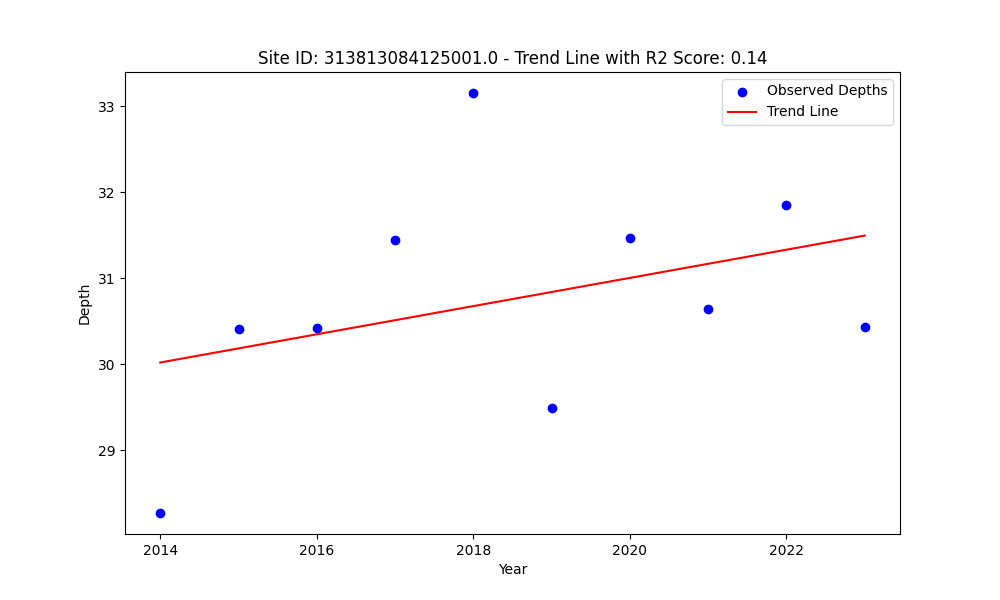 Site ID: 313813084125001.0 - Trend Line with R2 Score: 0.14
Observed Depths
Trend Line
33
32
31
30
29
Depth
2014
2016
2018
2020
2022
Year